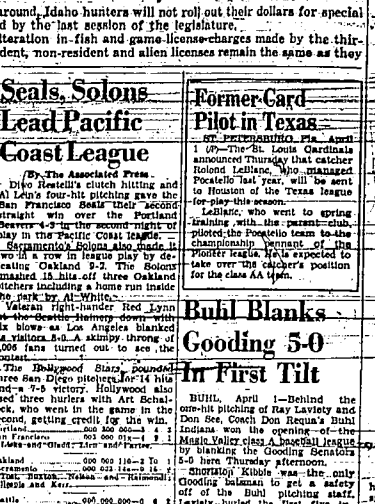 around, Idaho hunters will not roll out their dollars for special
d by the last session of the legislature.
lteration in fish and game license charges made by the thir-
dent, non-resident and alien licenses remain the same as they
Seals, Solons
Lead Pacific
Coast League
By The Associated Press
Dino Restelli's clutch hitting and
Al Lein's four-hit pitching gave the
San Francisco Seals their second
straight win over the Portland
Beavers 4-3 in the second night of
play in the Pacific Coast league.
Sacramento's Solons also made it
two in a row in league play by de-
feating Oakland 9-2. The Solons
smashed 15 hits off three Oakland
pitchers including a home run inside
the park by Al White.
Veteran right-hander Red Lynn
let the Seattle Rainiers down with
six blows as Los Angeles blanked
visitors 5-0. A skimpy throng of
,006 fans turned out to see the
contest.
The Hollywood Stars pounded
three San Diego pitchers for 14 hits
and a 7-5 victory. Hollywood also
used three hurlers with Art Schal-
ock, who went in the game in the
second, getting credit for the win.
Portland
San Francisco
Oakland
Sacramento
Seattle
Former Card
Pilot in Texas
ST. PETERSBURG, Fla., April
1 (P)—The St. Louis Cardinals
announced Thursday that catcher
Roland LeBlanc, who managed
Pocatello last year, will be sent
to Houston of the Texas league
for play this season.
LeBlanc, who went to spring
training with the parent club,
piloted the Pocatello team to the
championship pennant of the
Pioneer league. He is expected to
take over the catcher's position
for the class AA team.
Buhl Blanks
Gooding 5-0
In First Tilt
BUHL, April 1—Behind the
one-hit pitching of Ray Laviety and
Don See, Coach Don Requa's Buhl
Indians won the opening of the
Magic Valley class A baseball league
by blanking the Gooding Senators
5-0 here Thursday afternoon.
Shortstop Kibble was the only
Gooding batsman to get a safety
off of the Buhl pitching staff